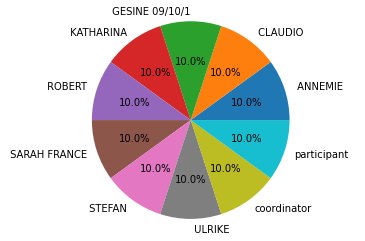 GESINE 09/10/1
KATHARINA
CLAUDIO
10.0%
10.0%
10.0%
ROBERT
ANNEMIE
10.0%
10.0%
10.0%
10.0%
SARAH FRANCE
participant
10.0%
10.0%
10.0%
STEFAN
coordinator
ULRIKE